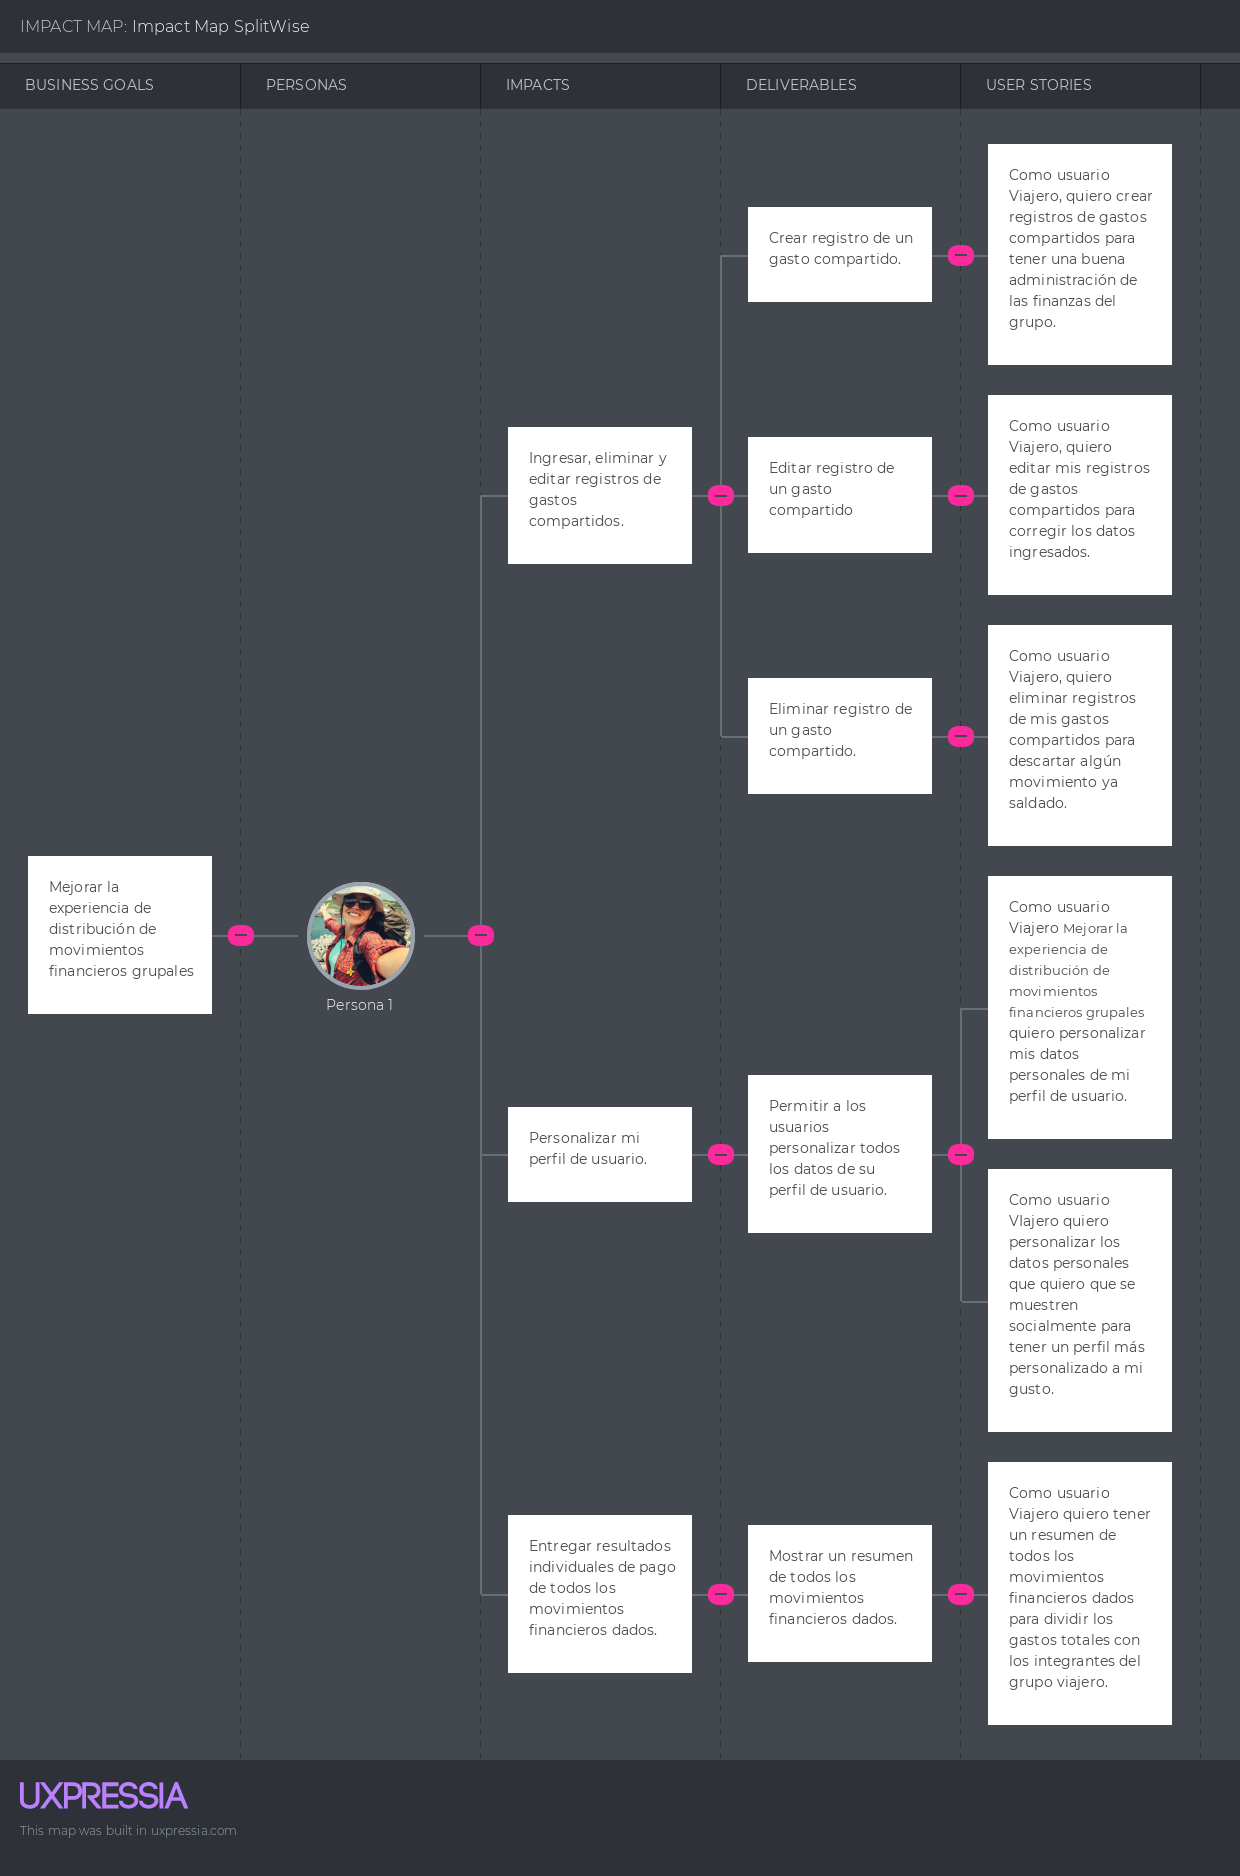 IMPACT MAP: Impact Map SplitWise
BUSINESS GOALS
PERSONAS
IMPACTS
DELIVERABLES
USER STORIES
Mejorar la
experiencia de
distribución de
movimientos
financieros grupales
Persona 1
Ingresar, eliminar y
editar registros de
gastos
compartidos.
Crear registro de un
gasto compartido.
Como usuario
Viajero, quiero crear
registros de gastos
compartidos para
tener una buena
administración de
las finanzas del
grupo.
Editar registro de
un gasto
compartido
Como usuario
Viajero, quiero
editar mis registros
de gastos
compartidos para
corregir los datos
ingresados.
Eliminar registro de
un gasto
compartido.
Como usuario
Viajero, quiero
eliminar registros
de mis gastos
compartidos para
descartar algún
movimiento ya
saldado.
Personalizar mi
perfil de usuario.
Permitir a los
usuarios
personalizar todos
los datos de su
perfil de usuario.
Como usuario
Viajero Mejorar la
experiencia de
distribución de
movimientos
financieros grupales
quiero personalizar
mis datos
personales de mi
perfil de usuario.
Como usuario
VIajero quiero
personalizar los
datos personales
que quiero que se
muestren
socialmente para
tener un perfil más
personalizado a mi
gusto.
Entregar resultados
individuales de pago
de todos los
movimientos
financieros dados.
Mostrar un resumen
de todos los
movimientos
financieros dados.
Como usuario
Viajero quiero tener
un resumen de
todos los
movimientos
financieros dados
para dividir los
gastos totales con
los integrantes del
grupo viajero.
UXPRESSIA
This map was built in uxpressia.com